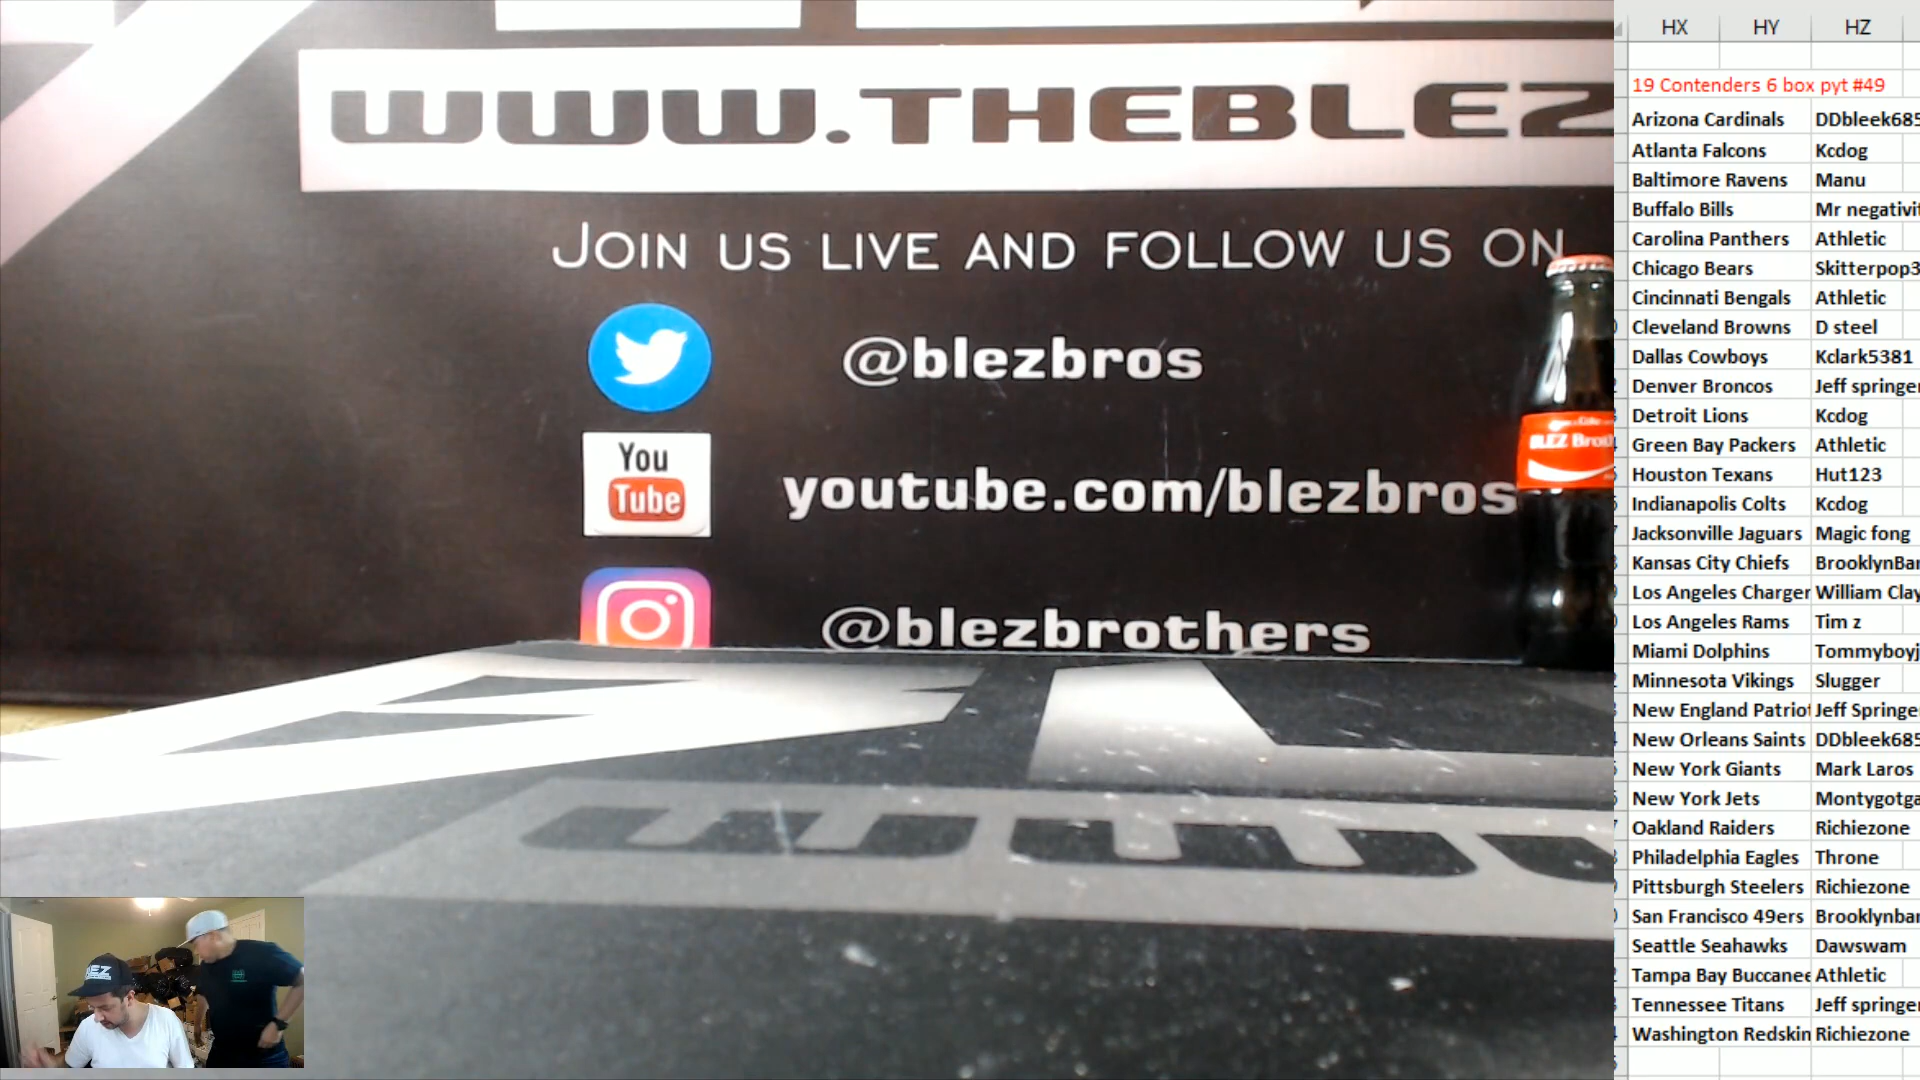 WWW.THEBLEZ
JOIN US LIVE AND FOLLOW US ON
@blezbros
You
Tube
youtube.com/blezbros
@blezbrothers
BLEZ Bro
BLEZ
HX HY HZ
19 Contenders 6 box pyt #49
Arizona Cardinals DDbleek685
Atlanta Falcons Kcdog
Baltimore Ravens Manu
Buffalo Bills Mr negativit
Carolina Panthers Athletic
Chicago Bears Skitterpop3
Cincinnati Bengals Athletic
Cleveland Browns D steel
Dallas Cowboys Kclark5381
Denver Broncos Jeff springer
Detroit Lions Kcdog
Green Bay Packers Athletic
Houston Texans Hut123
Indianapolis Colts Kcdog
Jacksonville Jaguars Magic fong
Kansas City Chiefs BrooklynBar
Los Angeles Charger William Clay
Los Angeles Rams Tim z
Miami Dolphins Tommyboyj
Minnesota Vikings Slugger
New England Patriot Jeff Springe
New Orleans Saints DDbleek685
New York Giants Mark Laros
New York Jets Montygotga
Oakland Raiders Richiezone
Philadelphia Eagles Throne
Pittsburgh Steelers Richiezone
San Francisco 49ers Brooklynbar
Seattle Seahawks Dawswam
Tampa Bay Buccanee Athletic
Tennessee Titans Jeff springer
Washington Redskin Richiezone